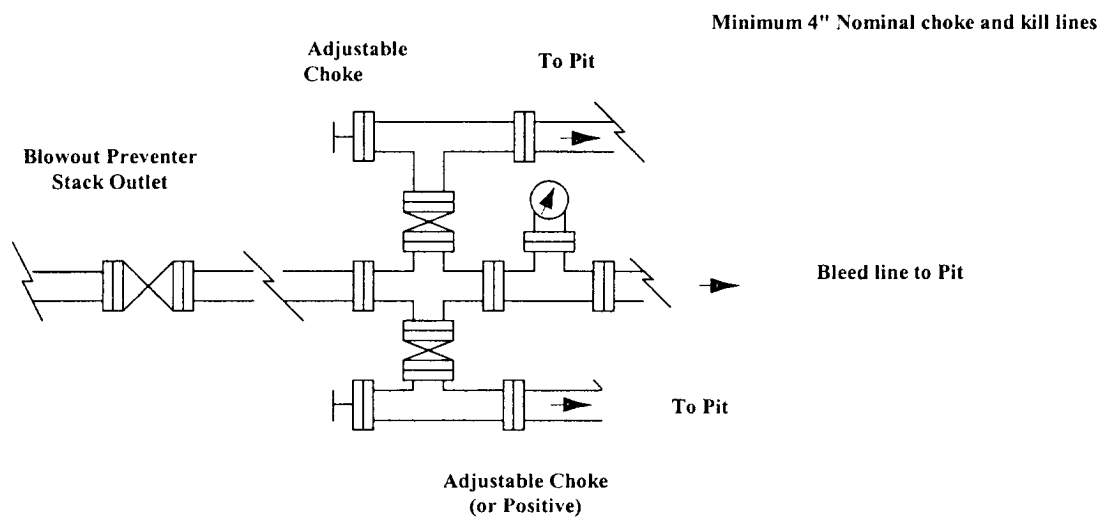 Minimum 4" Nominal choke and kill lines
Adjustable
Choke
To Pit
Blowout Preventer
Stack Outlet
Bleed line to Pit
To Pit
Adjustable Choke
(or Positive)